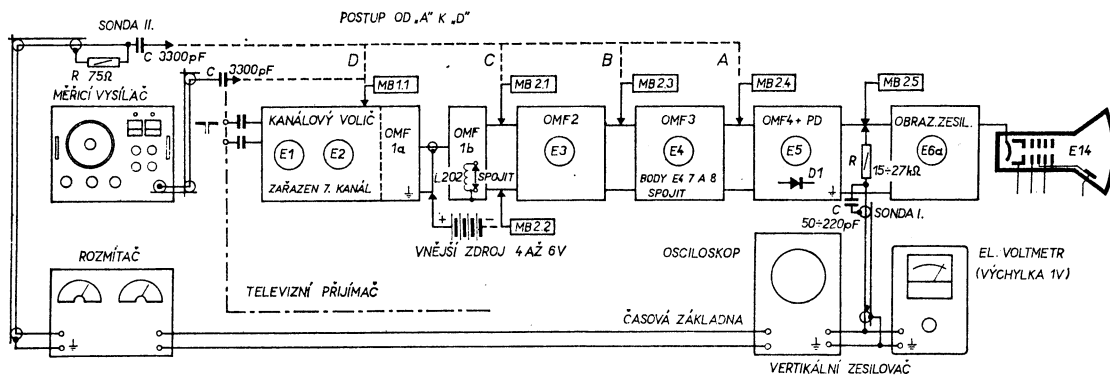 POSTUP OD „A" K „D"
SONDA II.
C 3300pF
R 75Ω
C 3300pF
D
C
B
A
MĚŘICÍ VYSÍLAČ
MB 1.1
MB 2.1
MB 2.3
MB 2.4
MB 2.5
KANÁLOVÝ VOLIČ
E1
E2
ZAŘAZEN 7. KANÁL
OMF
1a
OMF
1b
L202
SPOJIT
OMF2
E3
OMF3
E4
BODY E4 7 A 8
SPOJIT
OMF4 + PD
E5
D1
R
15÷27kΩ
OBRAZ. ZESIL.
E6a
E14
C
50÷220pF
SONDA I.
+
−
MB 2.2
VNĚJŠÍ ZDROJ 4 AŽ 6V
ROZMÍTAČ
TELEVIZNÍ PŘIJÍMAČ
OSCILOSKOP
EL. VOLTMETR
(VÝCHYLKA 1V)
ČASOVÁ ZÁKLADNA
VERTIKÁLNÍ ZESILOVAČ